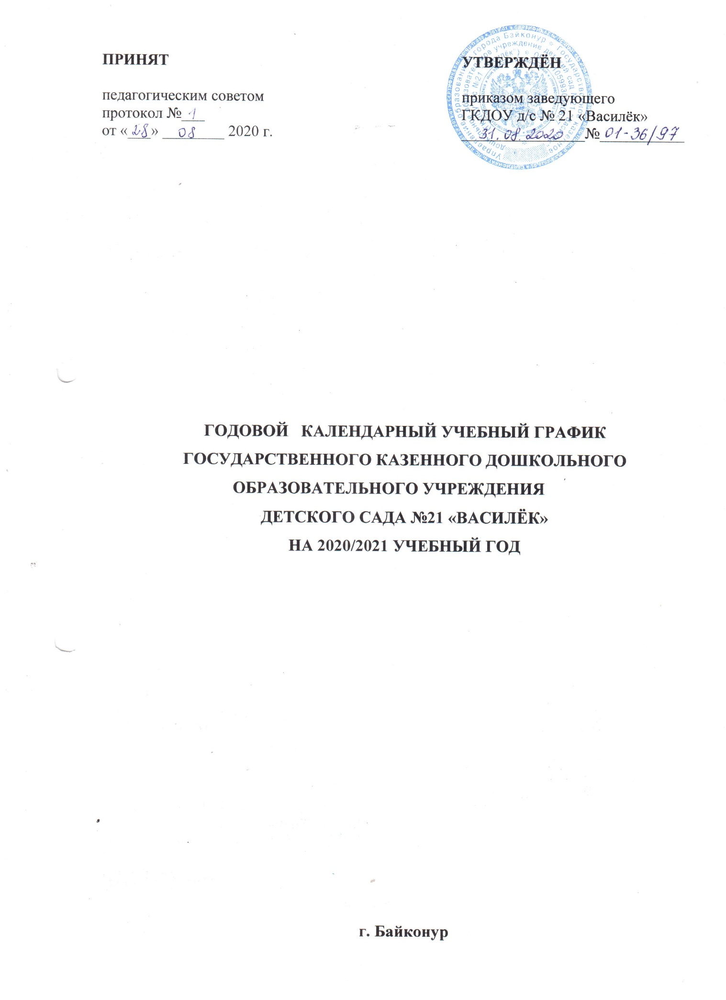 ПРИНЯТ
педагогическим советом
протокол № 1
от «28» 08 2020 г.
УТВЕРЖДЁН
приказом заведующего
ГКДОУ д/с № 21 «Василёк»
31.08.2020 № 01-36/97
ГОДОВОЙ КАЛЕНДАРНЫЙ УЧЕБНЫЙ ГРАФИК
ГОСУДАРСТВЕННОГО КАЗЕННОГО ДОШКОЛЬНОГО
ОБРАЗОВАТЕЛЬНОГО УЧРЕЖДЕНИЯ
ДЕТСКОГО САДА №21 «ВАСИЛЁК»
НА 2020/2021 УЧЕБНЫЙ ГОД
г. Байконур